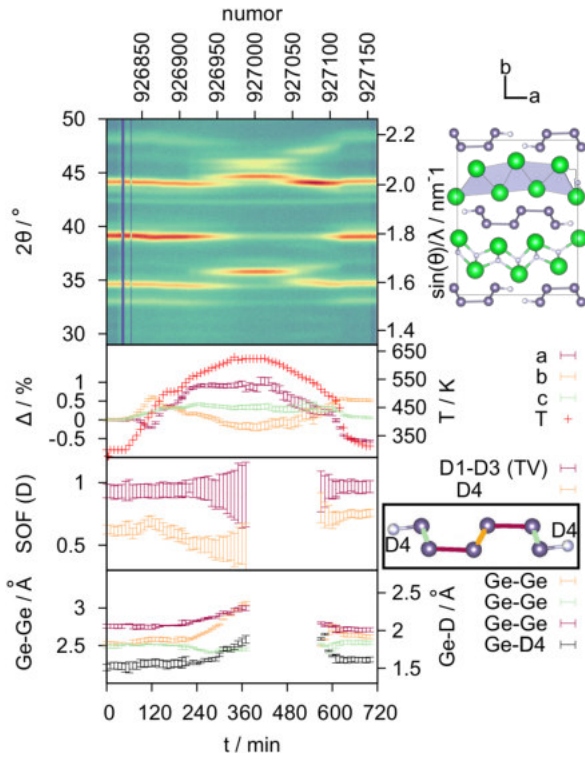 numor
926850 926900 926950 927000 927050 927100 927150
b
a
50
45
40
35
30
2θ / °
2.2
2.0
1.8
1.6
1.4
sin(θ)/λ / nm⁻¹
1
0.5
0
-0.5
Δ / %
650
550
450
350
T / K
a
b
c
T
1
0.5
SOF (D)
D1-D3 (TV)
D4
D4 D4
3
2.5
Ge-Ge / Å
2.5
2
1.5
Ge-D / Å
Ge-Ge
Ge-Ge
Ge-Ge
Ge-D4
0 120 240 360 480 600 720
t / min